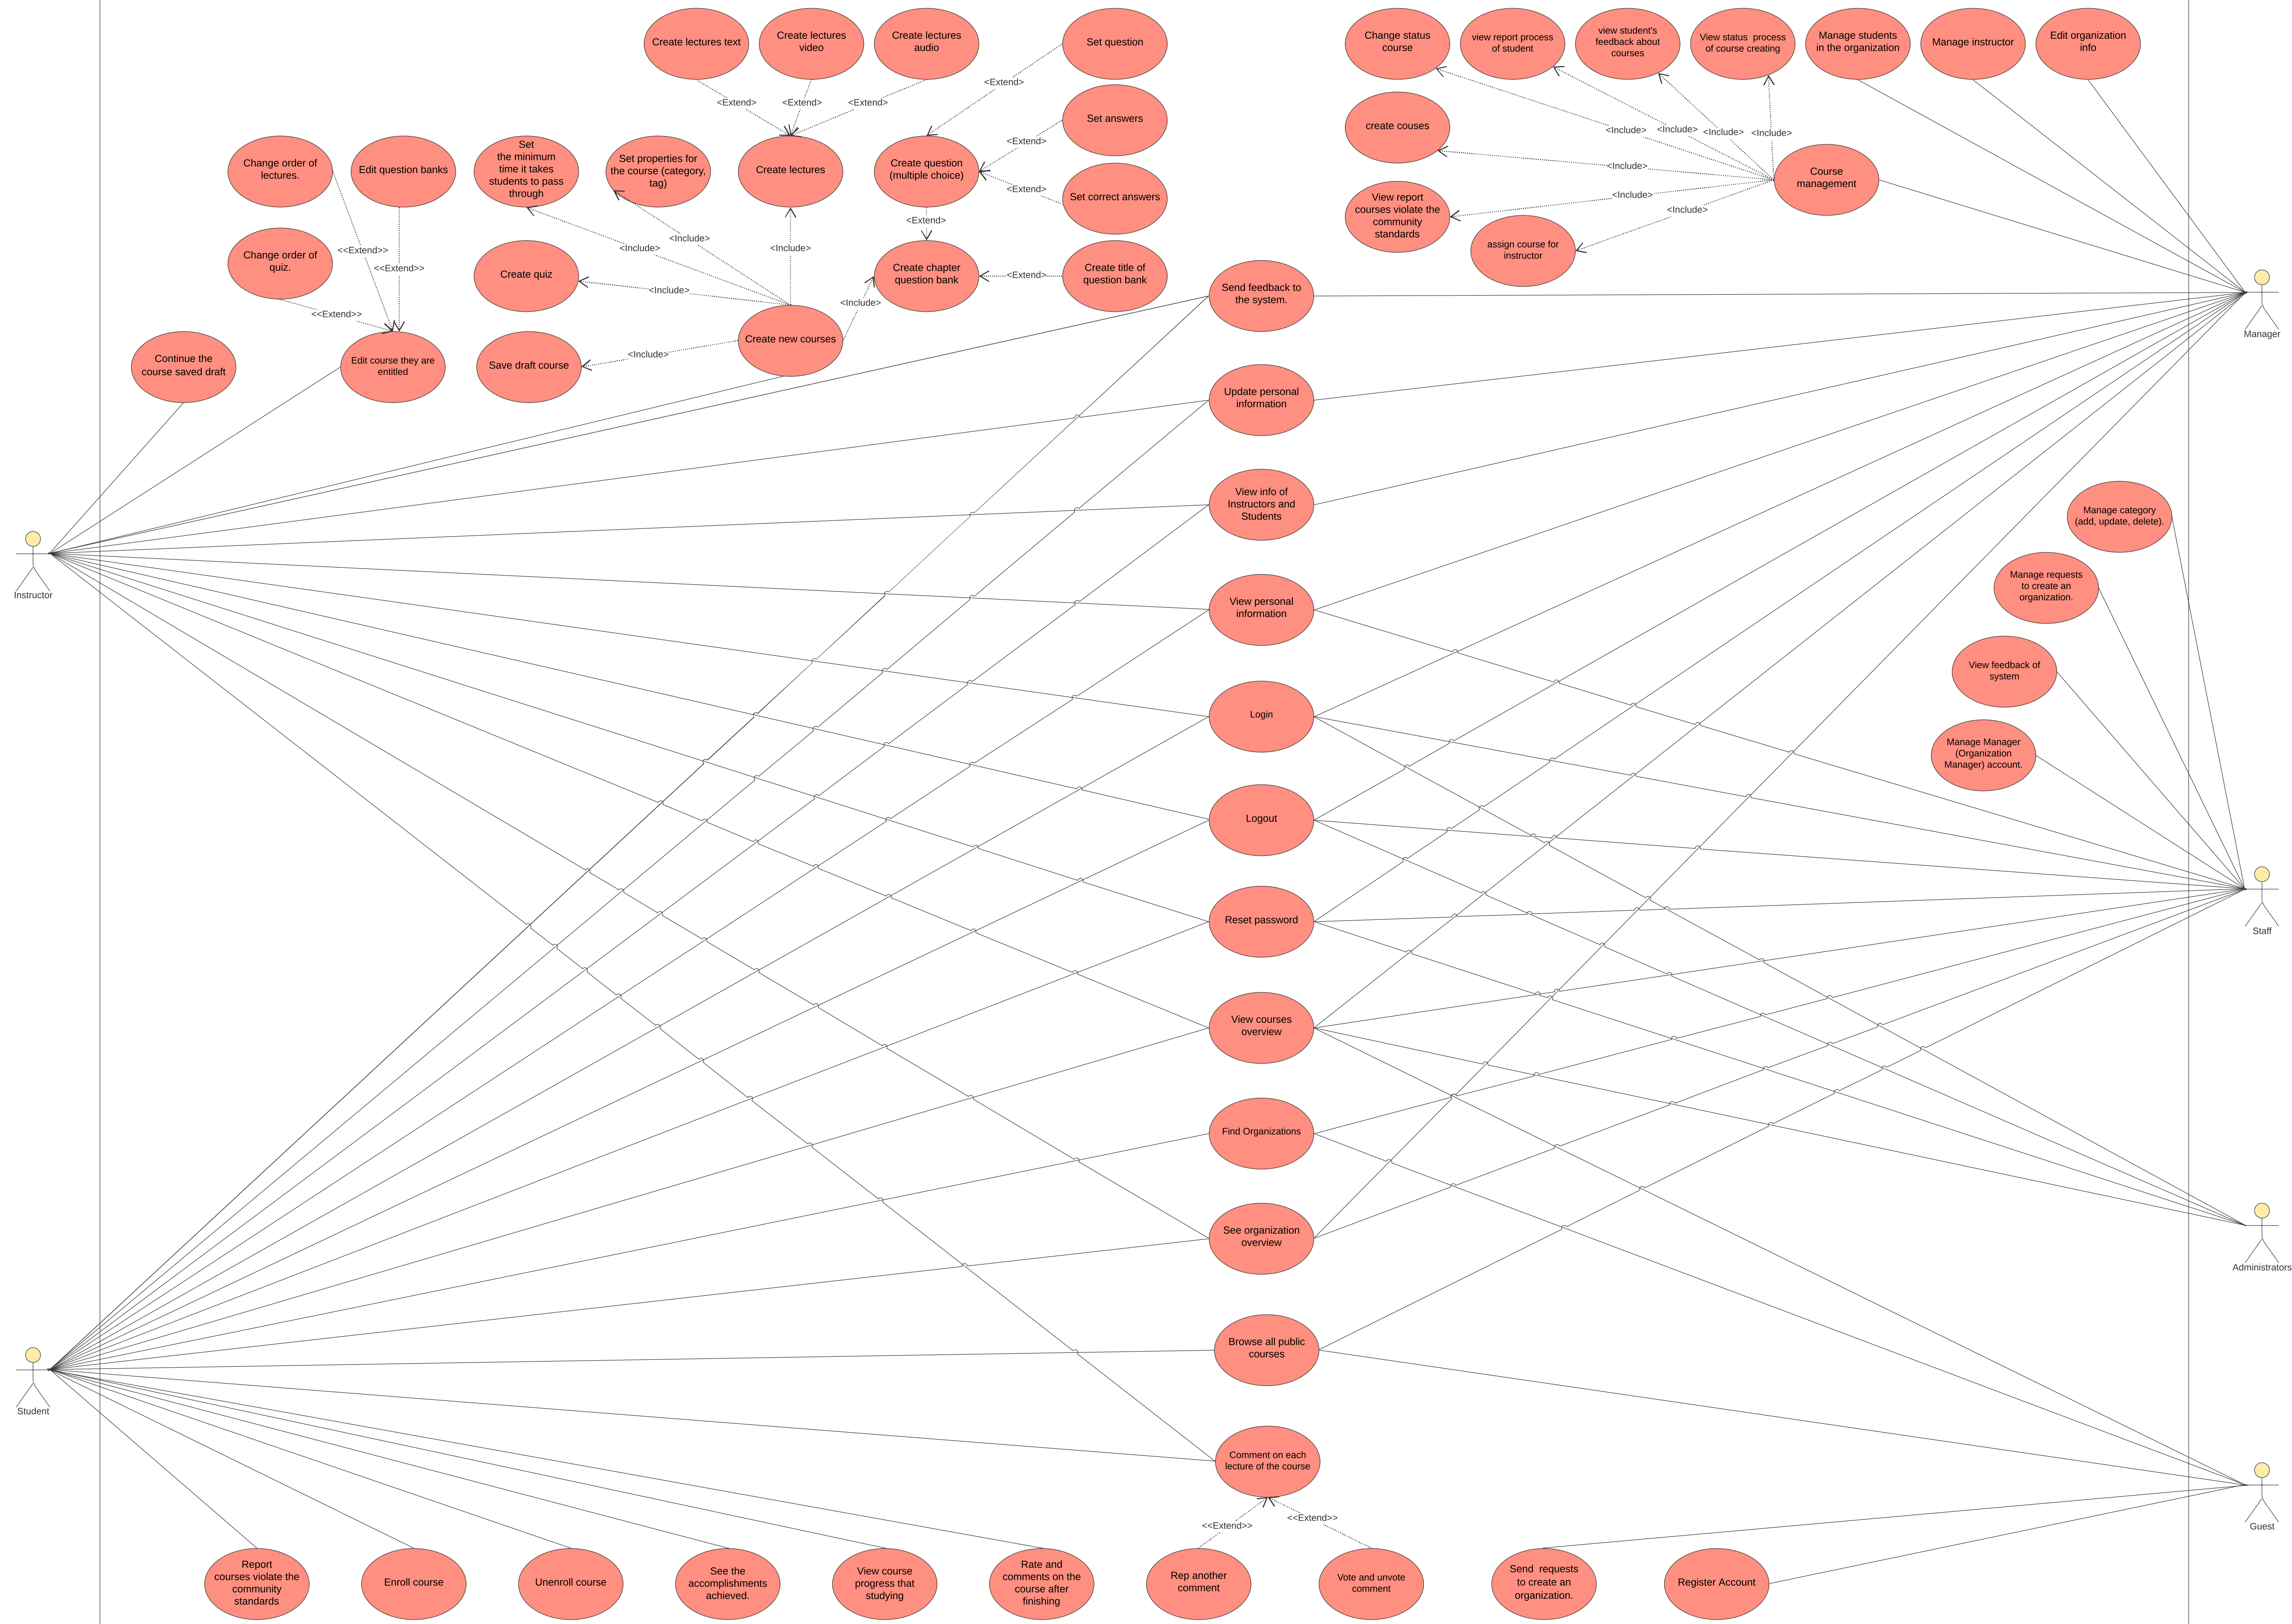 Create lectures text
Create lectures
video
Create lectures
audio
Set question
Change status
course
view report process
of student
view student's
feedback about
courses
View status  process
of course creating
Manage students
in the organization
Manage instructor
Edit organization
info
<Extend>
<Extend>
<Extend>
<Extend>
Set answers
create couses
<Include>
<Include>
<Include>
<Include>
<Extend>
Change order of
lectures.
Edit question banks
Set
the minimum
time it takes
students to pass
through
Set properties for
the course (category,
tag)
Create lectures
Create question
(multiple choice)
<Extend>
Set correct answers
<Include>
Course
management
View report
courses violate the
community
standards
<Include>
<Include>
<Extend>
<<Extend>>
<<Extend>>
<Include>
<Include>
<Include>
assign course for
instructor
Change order of
quiz.
Create quiz
Create chapter
question bank
<Extend>
Create title of
question bank
<Include>
<Include>
Send feedback to
the system.
<<Extend>>
Manager
Continue the
course saved draft
Edit course they are
entitled
Save draft course
<Include>
Create new courses
Update personal
information
View info of
Instructors and
Students
Manage category
(add, update, delete).
Instructor
View personal
information
Manage requests
to create an
organization.
View feedback of
system
Login
Manage Manager
(Organization
Manager) account.
Logout
Reset password
Staff
View courses
overview
Find Organizations
See organization
overview
Administrators
Browse all public
courses
Student
Comment on each
lecture of the course
<<Extend>>
<<Extend>>
Guest
Report
courses violate the
community
standards
Enroll course
Unenroll course
See the
accomplishments
achieved.
View course
progress that
studying
Rate and
comments on the
course after
finishing
Rep another
comment
Vote and unvote
comment
Send  requests
to create an
organization.
Register Account